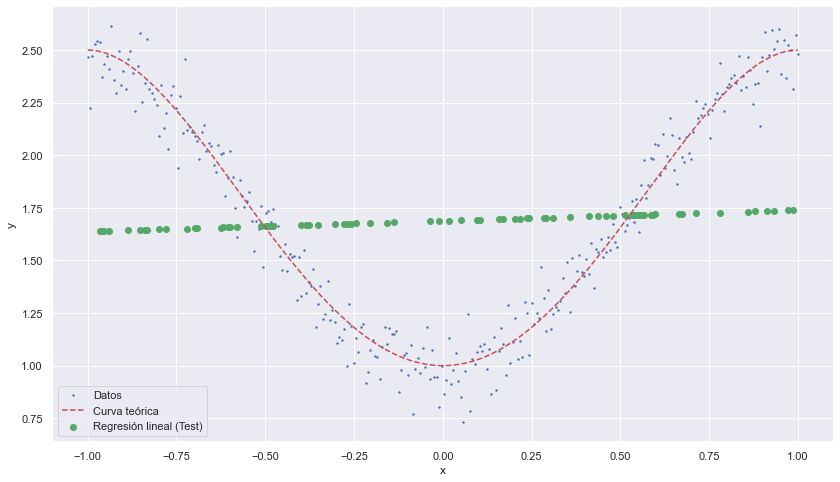 2.50
2.25
2.00
1.75
1.50
1.25
1.00
0.75
y
Datos
Curva teórica
Regresión lineal (Test)
−1.00 −0.75 −0.50 −0.25 0.00 0.25 0.50 0.75 1.00
x